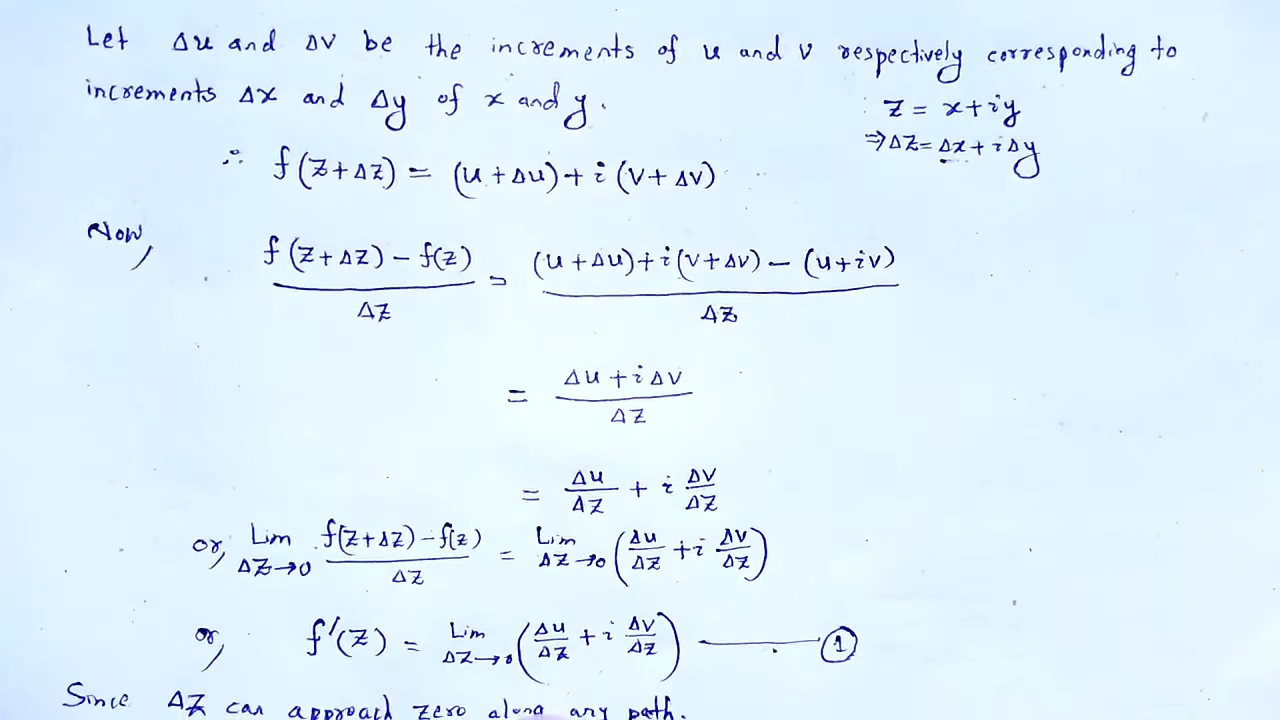 Let Δu and Δv be the increments of u and v respectively corresponding to
increments Δx and Δy of x and y.
z = x+iy
⇒Δz = Δx+iΔy
∴ f(z+Δz) = (u+Δu)+i(v+Δv)
Now, (f(z+Δz)-f(z))/Δz = ((u+Δu)+i(v+Δv)-(u+iv))/Δz
= (Δu+iΔv)/Δz
= Δu/Δz + i Δv/Δz
or, Lim Δz→0 (f(z+Δz)-f(z))/Δz = Lim Δz→0 (Δu/Δz + i Δv/Δz)
or, f'(z) = Lim Δz→0 (Δu/Δz + i Δv/Δz) ——— ①
Since Δz can approach zero along any path.